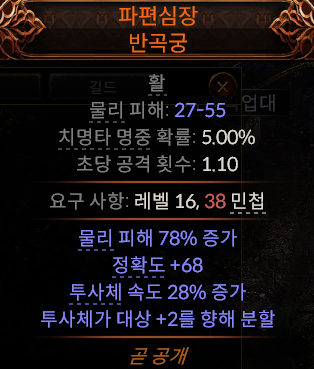 파편심장
반곡궁
길드
활
물리 피해: 27-55
치명타 명중 확률: 5.00%
초당 공격 횟수: 1.10
요구 사항: 레벨 16, 38 민첩
물리 피해 78% 증가
정확도 +68
투사체 속도 28% 증가
투사체가 대상 +2를 향해 분할
곧 공개